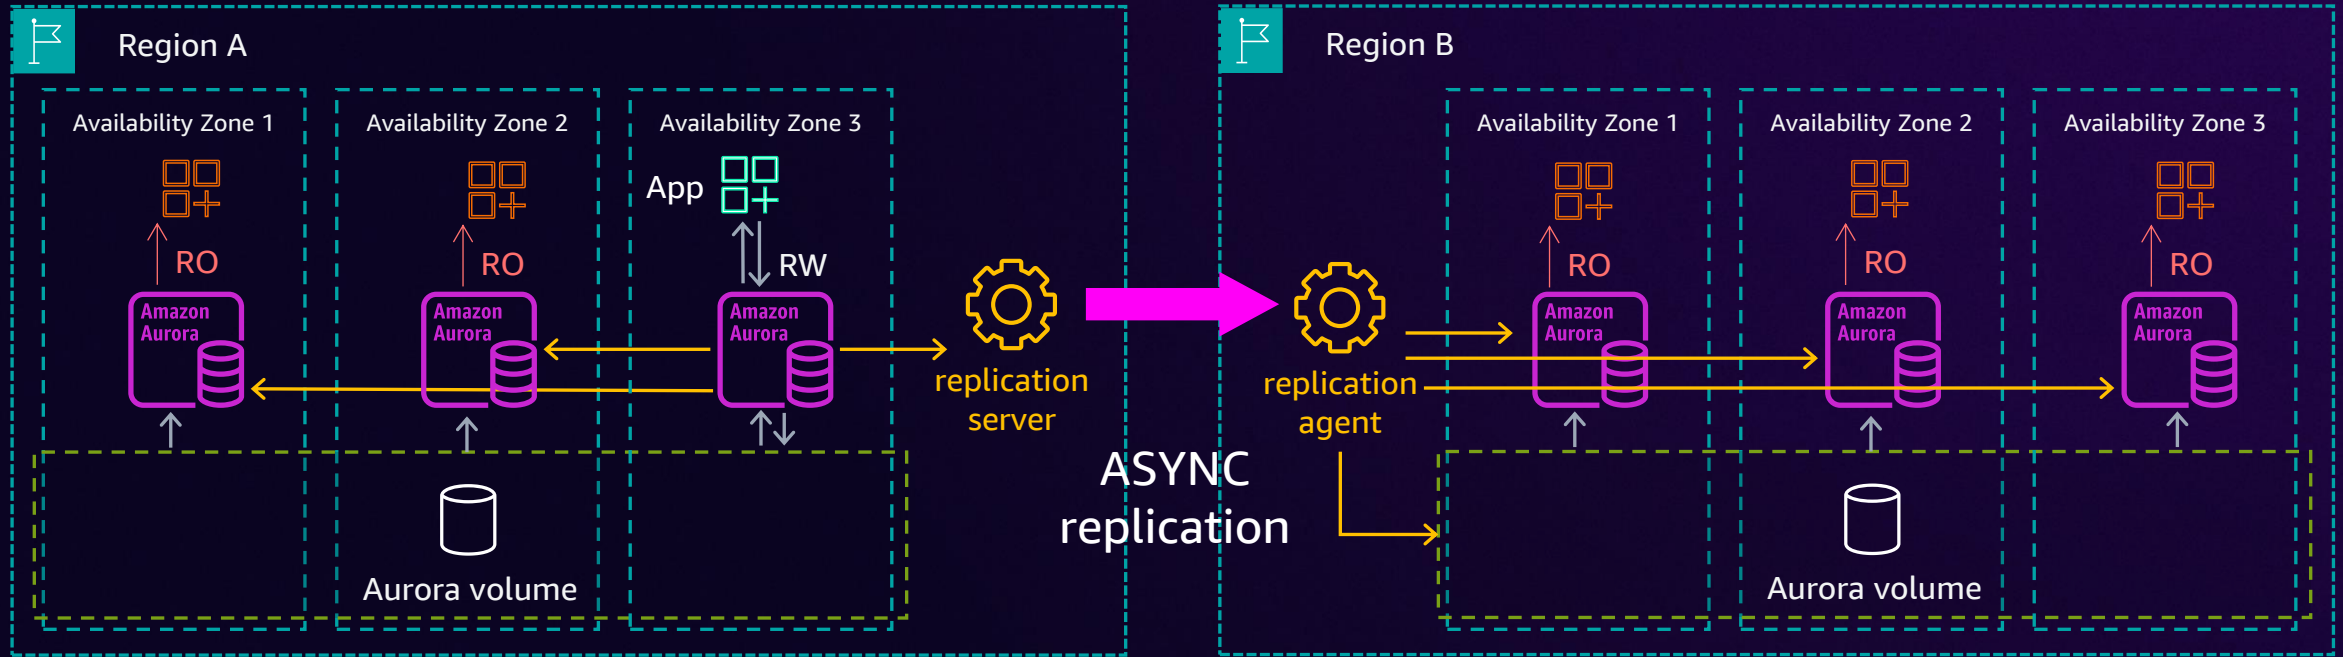 Region A
Availability Zone 1
Availability Zone 2
Availability Zone 3
App
RO
RO
RW
Amazon
Aurora
Amazon
Aurora
Amazon
Aurora
replication
server
Aurora volume
ASYNC
replication
Region B
Availability Zone 1
Availability Zone 2
Availability Zone 3
RO
RO
RO
Amazon
Aurora
Amazon
Aurora
Amazon
Aurora
replication
agent
Aurora volume